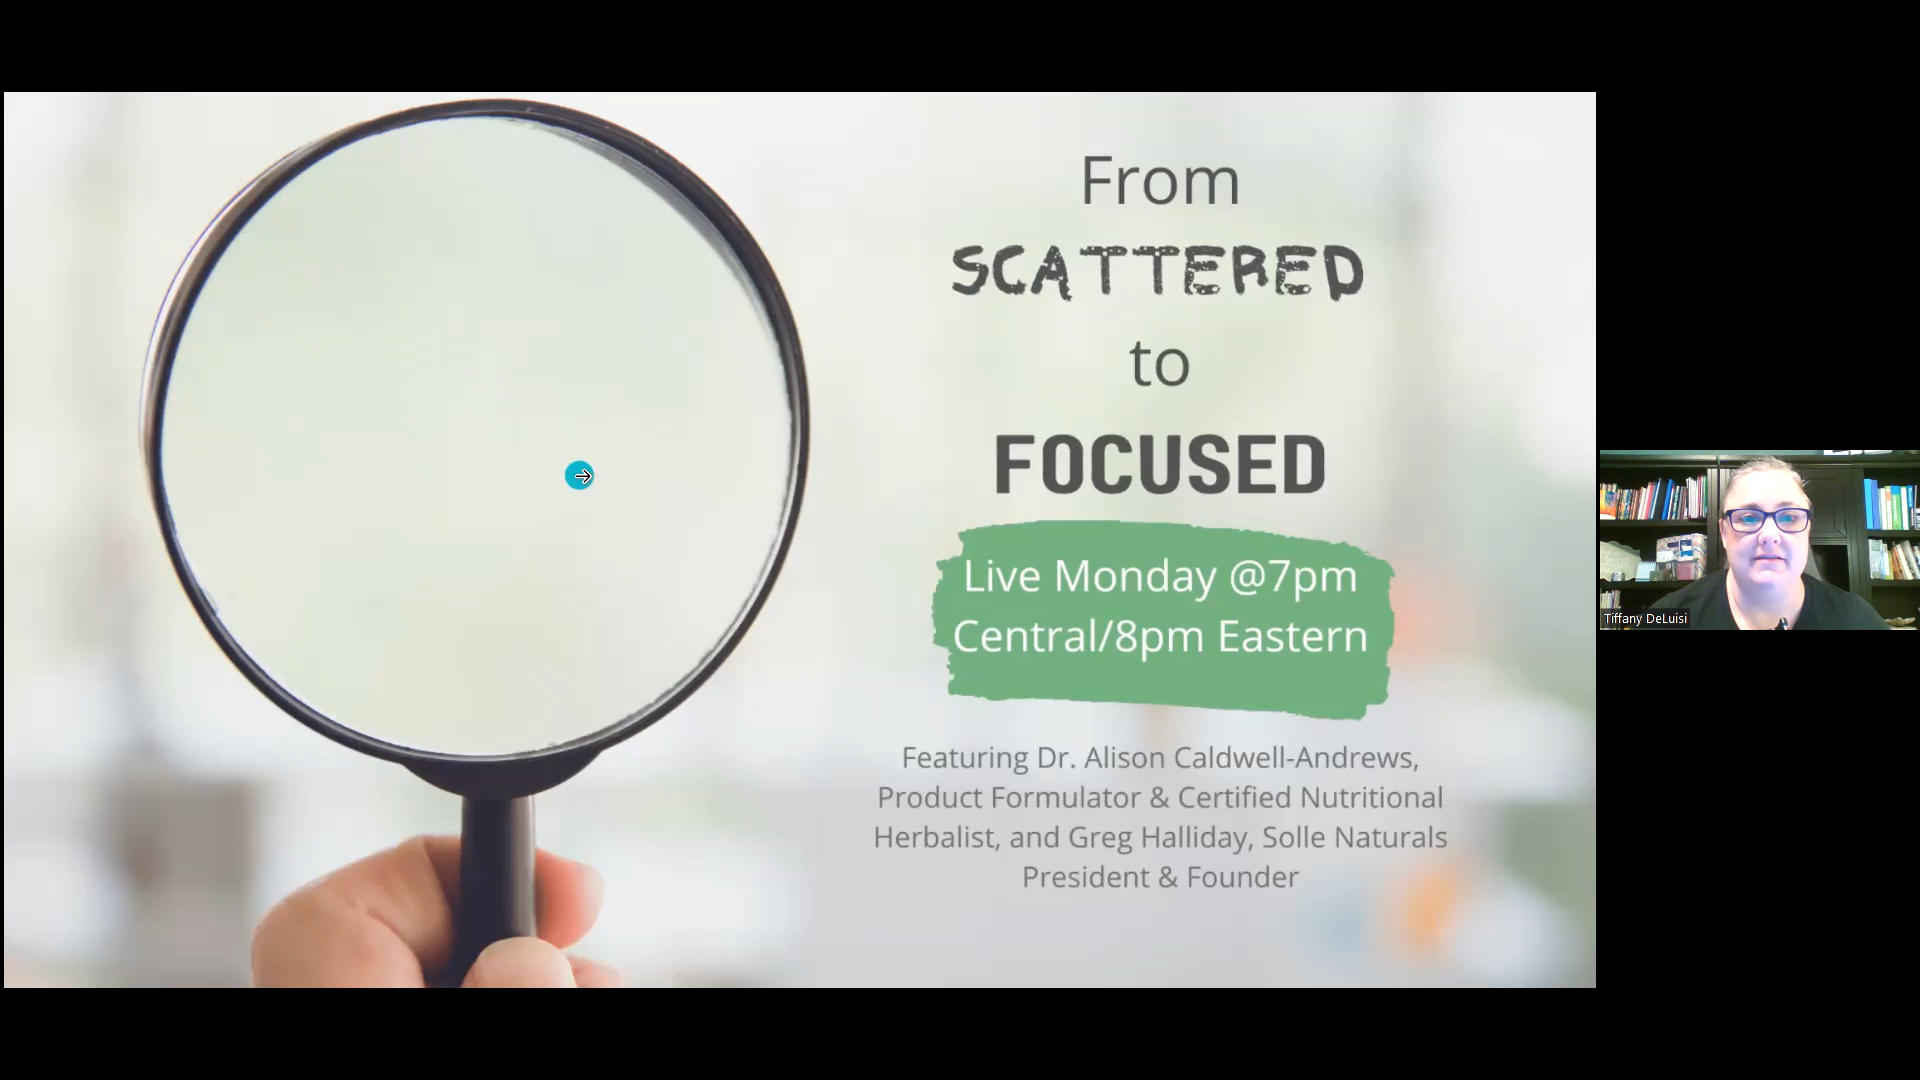 From
SCATTERED
to
FOCUSED
Live Monday @7pm
Central/8pm Eastern
Featuring Dr. Alison Caldwell-Andrews,
Product Formulator & Certified Nutritional
Herbalist, and Greg Halliday, Solle Naturals
President & Founder
Tiffany DeLuisi